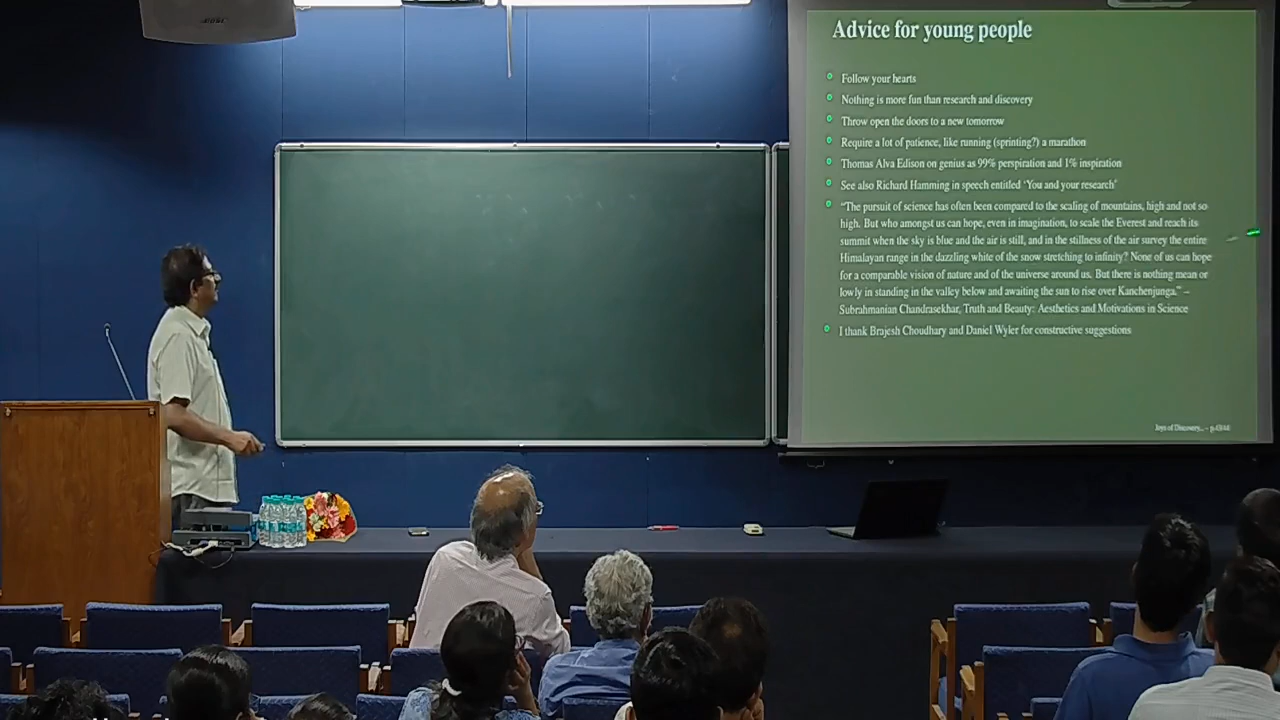 Advice for young people
Follow your hearts
Nothing is more fun than research and discovery
Throw open the doors to a new tomorrow
Require a lot of patience, like running (sprinting?) a marathon
Thomas Alva Edison on genius as 99% perspiration and 1% inspiration
See also Richard Hamming in speech entitled 'You and your research"
"The pursuit of science has often been compared to the scaling of mountains, high and not so
high. But who amongst us can hope, even in imagination, to scale the Everest and reach its
summit when the sky is blue and the air is still, and in the stillness of the air survey the entire
Himalayan range in the dazzling white of the snow stretching to infinity? None of us can hope
for a comparable vision of nature and of the universe around us. But there is nothing mean or
lowly in standing in the valley below and awaiting the sun to rise over Kanchenjunga." –
Subrahmanian Chandrasekhar, Truth and Beauty: Aesthetics and Motivations in Science
I thank Brajesh Choudhary and Daniel Wyler for constructive suggestions
Joys of Discovery... –